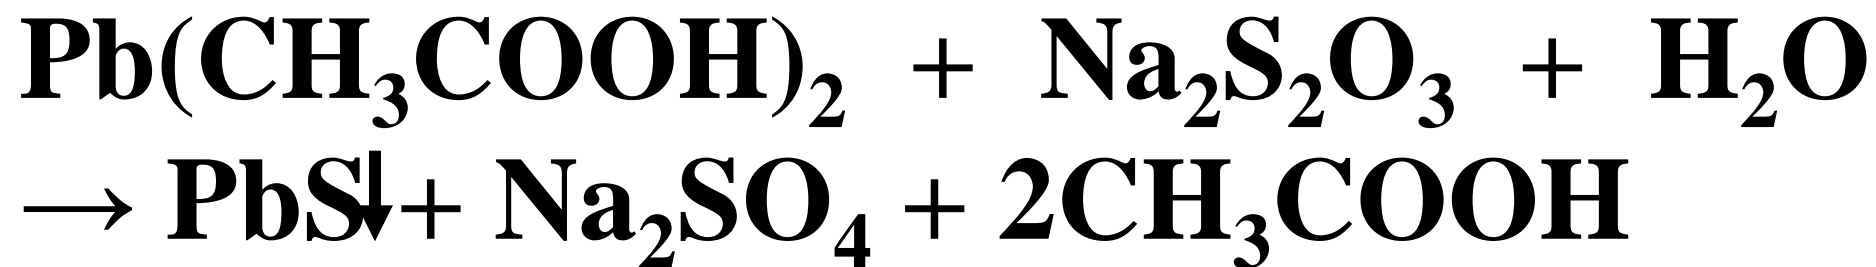 Pb(CH₃COOH)₂ + Na₂S₂O₃ + H₂O
→ PbS↓+ Na₂SO₄ + 2CH₃COOH